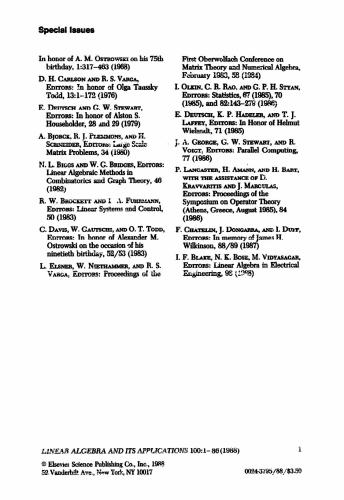 Special Issues
In honor of A. M. OSTROWSKI on his 75th
birthday, 1:317-463 (1968)
D. H. CARLSON AND R. S. VARGA,
EDITORS: In honor of Olga Taussky
Todd, 13:1-172 (1976)
E. DEUTSCH AND G. W. STEWART,
EDITORS: In honor of Alston S.
Householder, 28 and 29 (1979)
A. BJORCK, R. J. PLEMMONS, AND H.
SCHNEIDER, EDITORS: Large Scale
Matrix Problems, 34 (1980)
N. L. BIGGS AND W. G. BRIDGES, EDITORS:
Linear Algebraic Methods in
Combinatorics and Graph Theory, 46
(1982)
R. W. BROCKETT AND P. A. FUHRMANN,
EDITORS: Linear Systems and Control,
50 (1983)
C. DAVIS, W. GAUTSCHI, AND O. T. TODD,
EDITORS: In honor of Alexander M.
Ostrowski on the occasion of his
ninetieth birthday, 52/53 (1983)
L. ELSNER, W. NIETHAMMER, AND R. S.
VARGA, EDITORS: Proceedings of the
First Oberwolfach Conference on
Matrix Theory and Numerical Algebra,
February 1983, 58 (1984)
I. OLKIN, C. R. RAO, AND G. P. H. STYAN,
EDITORS: Statistics, 67 (1985), 70
(1985), and 82:143-279 (1986)
E. DEUTSCH, K. P. HADELER, AND T. J.
LAFFEY, EDITORS: In Honor of Helmut
Wielandt, 71 (1985)
J. A. GEORGE, G. W. STEWART, AND R.
VOIGT, EDITORS: Parallel Computing,
77 (1986)
P. LANCASTER, H. AMANN, AND H. BART,
WITH THE ASSISTANCE OF D.
KRAVVARITIS AND J. MARCULAS,
EDITORS: Proceedings of the
Symposium on Operator Theory
(Athens, Greece, August 1985), 84
(1986)
F. CHATELIN, J. DONGARRA, AND I. DUFF,
EDITORS: In memory of James H.
Wilkinson, 88/89 (1987)
I. F. BLAKE, N. K. BOSE, M. VIDYASAGAR,
EDITORS: Linear Algebra in Electrical
Engineering, 98 (1988)
LINEAR ALGEBRA AND ITS APPLICATIONS 100:1-86 (1988) 1
© Elsevier Science Publishing Co., Inc., 1988
52 Vanderbilt Ave., New York, NY 10017 0024-3795/88/$3.50